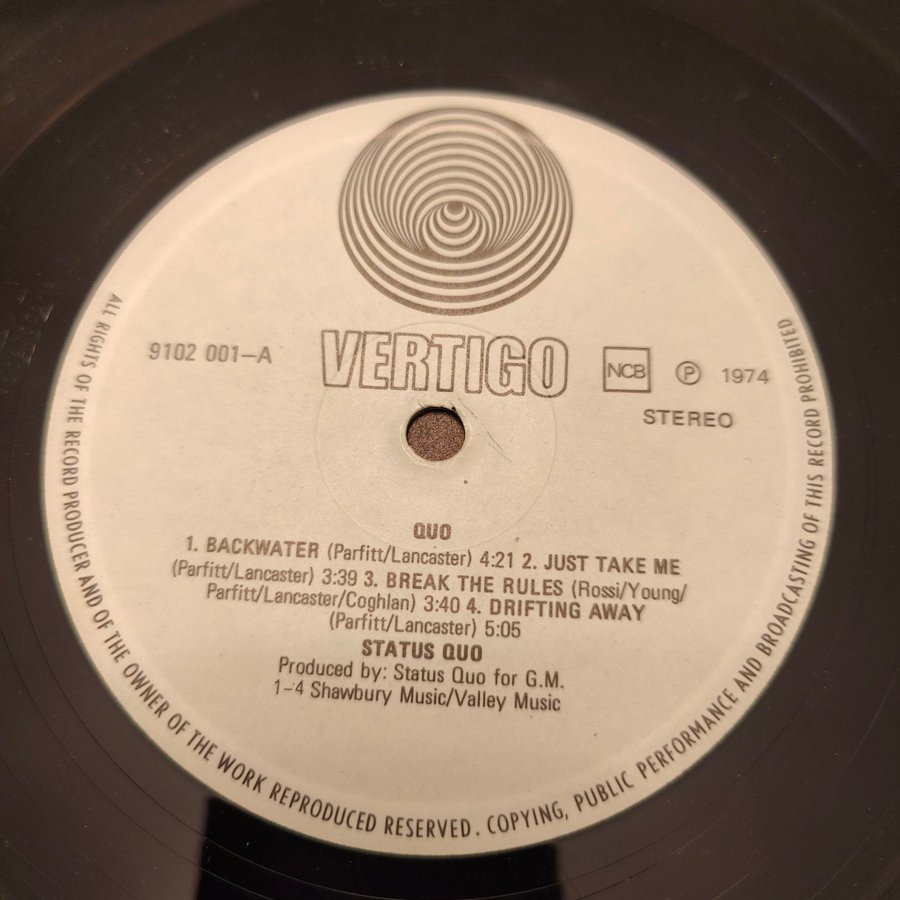 VERTIGO
9102 001-A
NCB
Ⓟ 1974
STEREO
QUO
1. BACKWATER (Parfitt/Lancaster) 4:21 2. JUST TAKE ME
(Parfitt/Lancaster) 3:39 3. BREAK THE RULES (Rossi/Young/
Parfitt/Lancaster/Coghlan) 3:40 4. DRIFTING AWAY
(Parfitt/Lancaster) 5:05
STATUS QUO
Produced by: Status Quo for G.M.
1-4 Shawbury Music/Valley Music
ALL RIGHTS OF THE RECORD PRODUCER AND OF THE OWNER OF THE WORK REPRODUCED RESERVED. COPYING, PUBLIC PERFORMANCE AND BROADCASTING OF THIS RECORD PROHIBITED